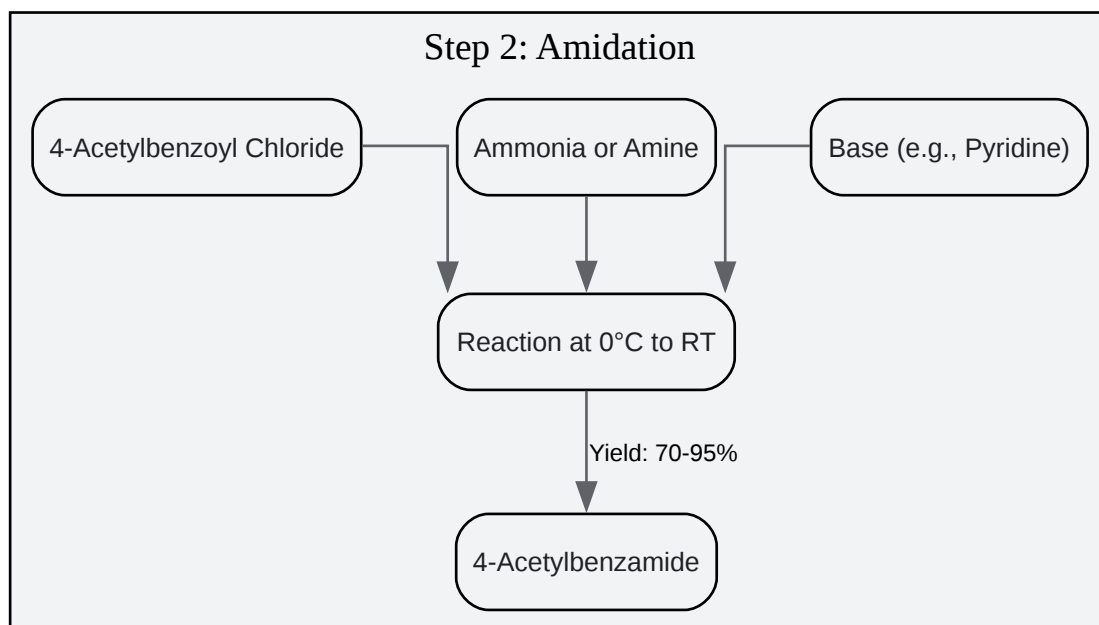 Step 2: Amidation
4-Acetylbenzoyl Chloride
Ammonia or Amine
Base (e.g., Pyridine)
Reaction at 0°C to RT
Yield: 70-95%
4-Acetylbenzamide